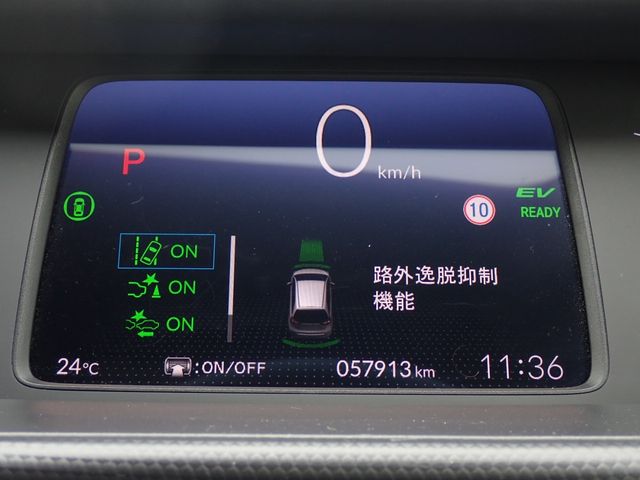 0 km/h
P
10
EV
READY
ON
ON
ON
路外逸脱抑制
機能
24℃
:ON/OFF
057913 km
11:36